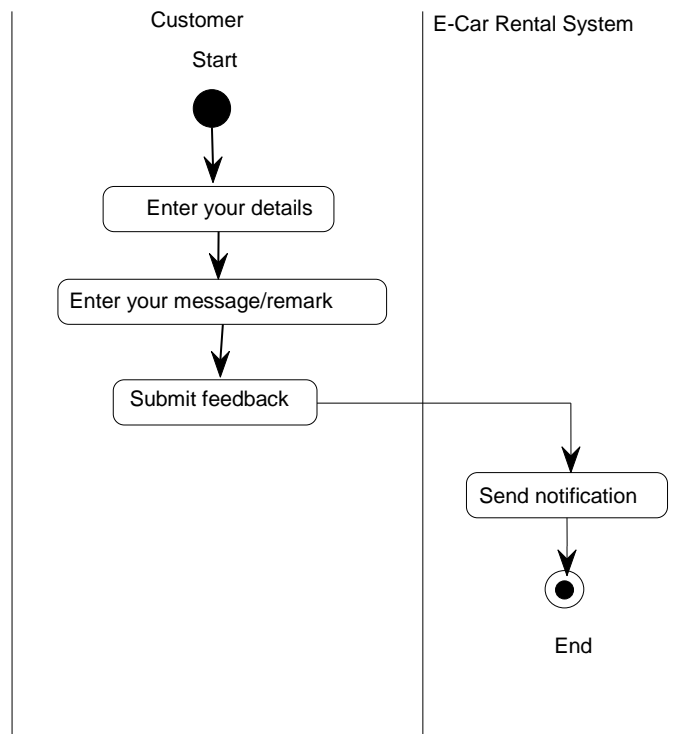 Customer
E-Car Rental System
Start
Enter your details
Enter your message/remark
Submit feedback
Send notification
End